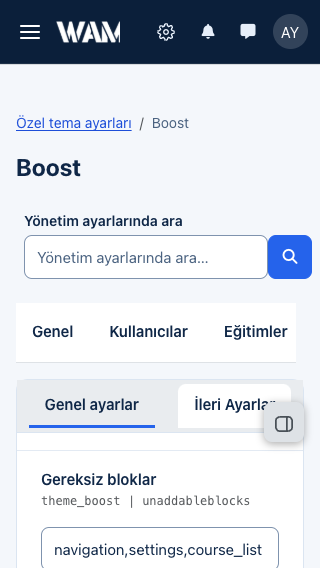 WAM
AY
Özel tema ayarları / Boost
Boost
Yönetim ayarlarında ara
Yönetim ayarlarında ara...
Genel Kullanıcılar Eğitimler
Genel ayarlar İleri Ayarlar
Gereksiz bloklar
theme_boost | unaddableblocks
navigation,settings,course_list